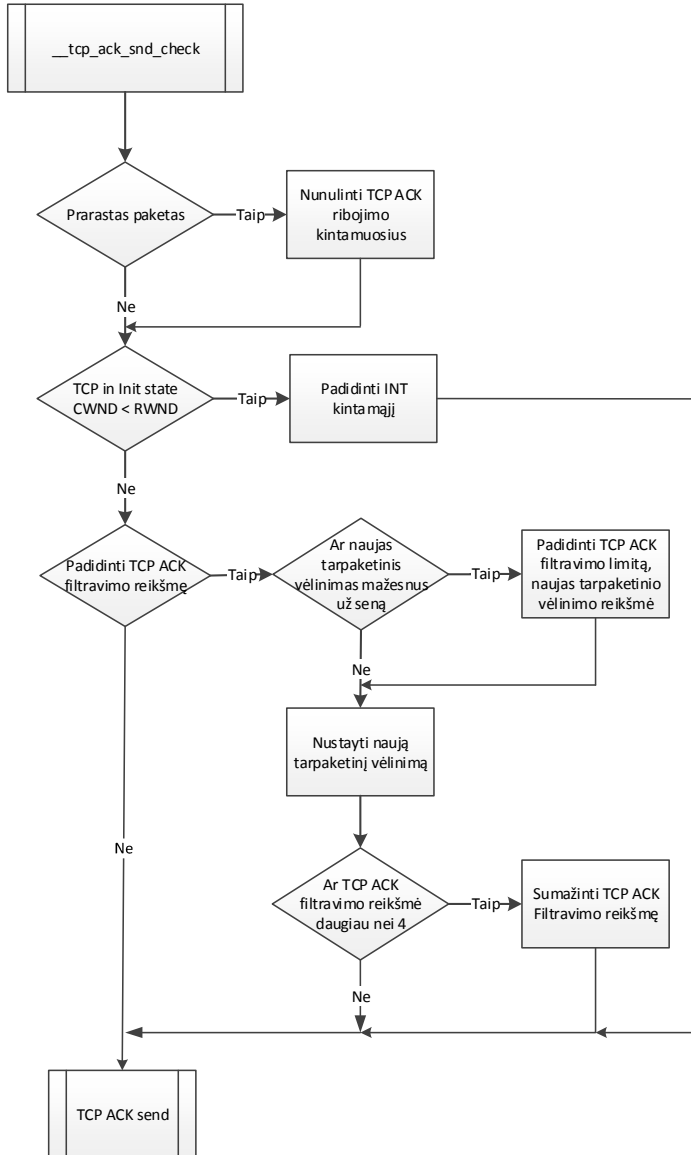 __tcp_ack_snd_check
Prarastas paketas
Taip
Nunulinti TCP ACK
ribojimo
kintamuosius
Ne
TCP in Init state
CWND < RWND
Taip
Padidinti INT
kintamąjį
Ne
Padidinti TCP ACK
filtravimo reikšmę
Taip
Ar naujas
tarpaketinis
vėlinimas mažesnus
už seną
Taip
Padidinti TCP ACK
filtravimo limitą,
naujas tarpaketinio
vėlinimo reikšmė
Ne
Nustayti naują
tarpaketinį vėlinimą
Ne
Ar TCP ACK
filtravimo reikšmė
daugiau nei 4
Taip
Sumažinti TCP ACK
Filtravimo reikšmę
Ne
TCP ACK send